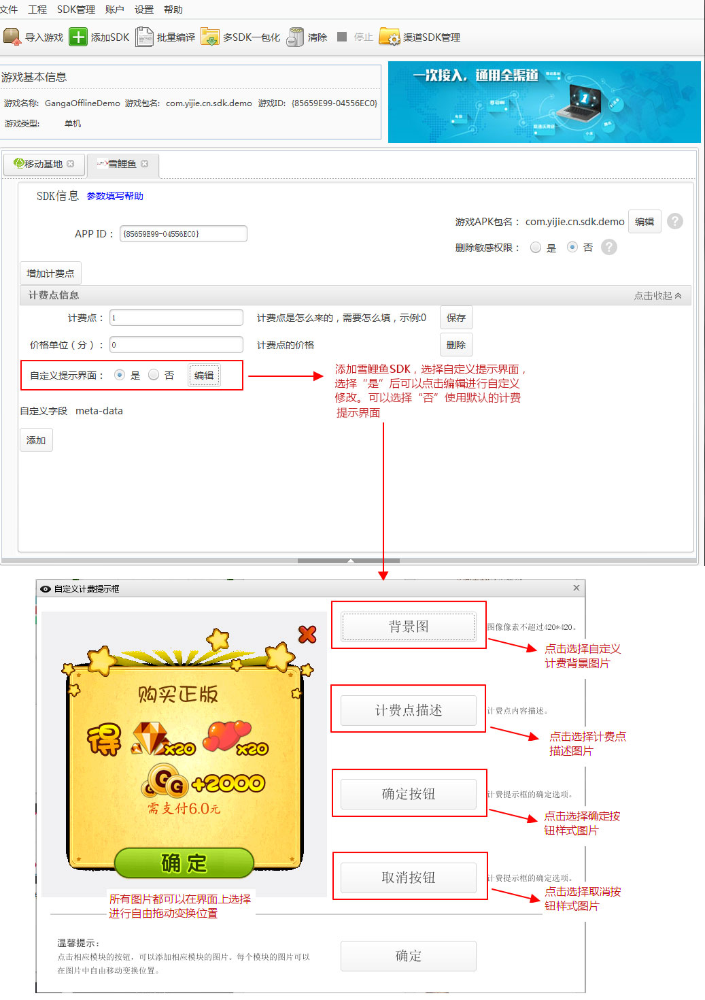 文件 工程 SDK管理 账户 设置 帮助
导入游戏 添加SDK 批量编译 多SDK一包化 清除 停止 渠道SDK管理
游戏基本信息
游戏名称: GangaOfflineDemo 游戏包名: com.yijie.cn.sdk.demo 游戏ID: {85659E99-04556EC0}
游戏类型: 单机
一次接入，通用全渠道
移动MM
1
移动基地
雪鲤鱼
SDK信息 参数填写帮助
游戏APK包名： com.yijie.cn.sdk.demo 编辑 ?
APP ID： {85659E99-04556EC0}
删除敏感权限： 是 否 ?
增加计费点
计费点信息 点击收起
计费点： 1 计费点是怎么来的，需要怎么填，示例:0 保存
价格单位（分）： 0 计费点的价格 删除
自定义提示界面： 是 否 编辑
添加雪鲤鱼SDK，选择自定义提示界面，
选择“是”后可以点击编辑进行自定义
修改。可以选择“否”使用默认的计费
提示界面
自定义字段 meta-data
添加
自定义计费提示框
背景图 图像像素不超过420*420。
点击选择自定义
计费背景图片
购买正版
得 x20 x20
GGG +2000
需支付6.0元
确定
计费点描述 计费点内容描述。
点击选择计费点
描述图片
确定按钮 计费提示框的确定选项。
点击选择确定按
钮样式图片
取消按钮 计费提示框的确定选项。
点击选择取消按
钮样式图片
所有图片都可以在界面上选择
进行自由拖动变换位置
温馨提示：
点击相应模块的按钮，可以添加相应模块的图片。每个模块的图片可以
在图片中自由移动变换位置。
确定